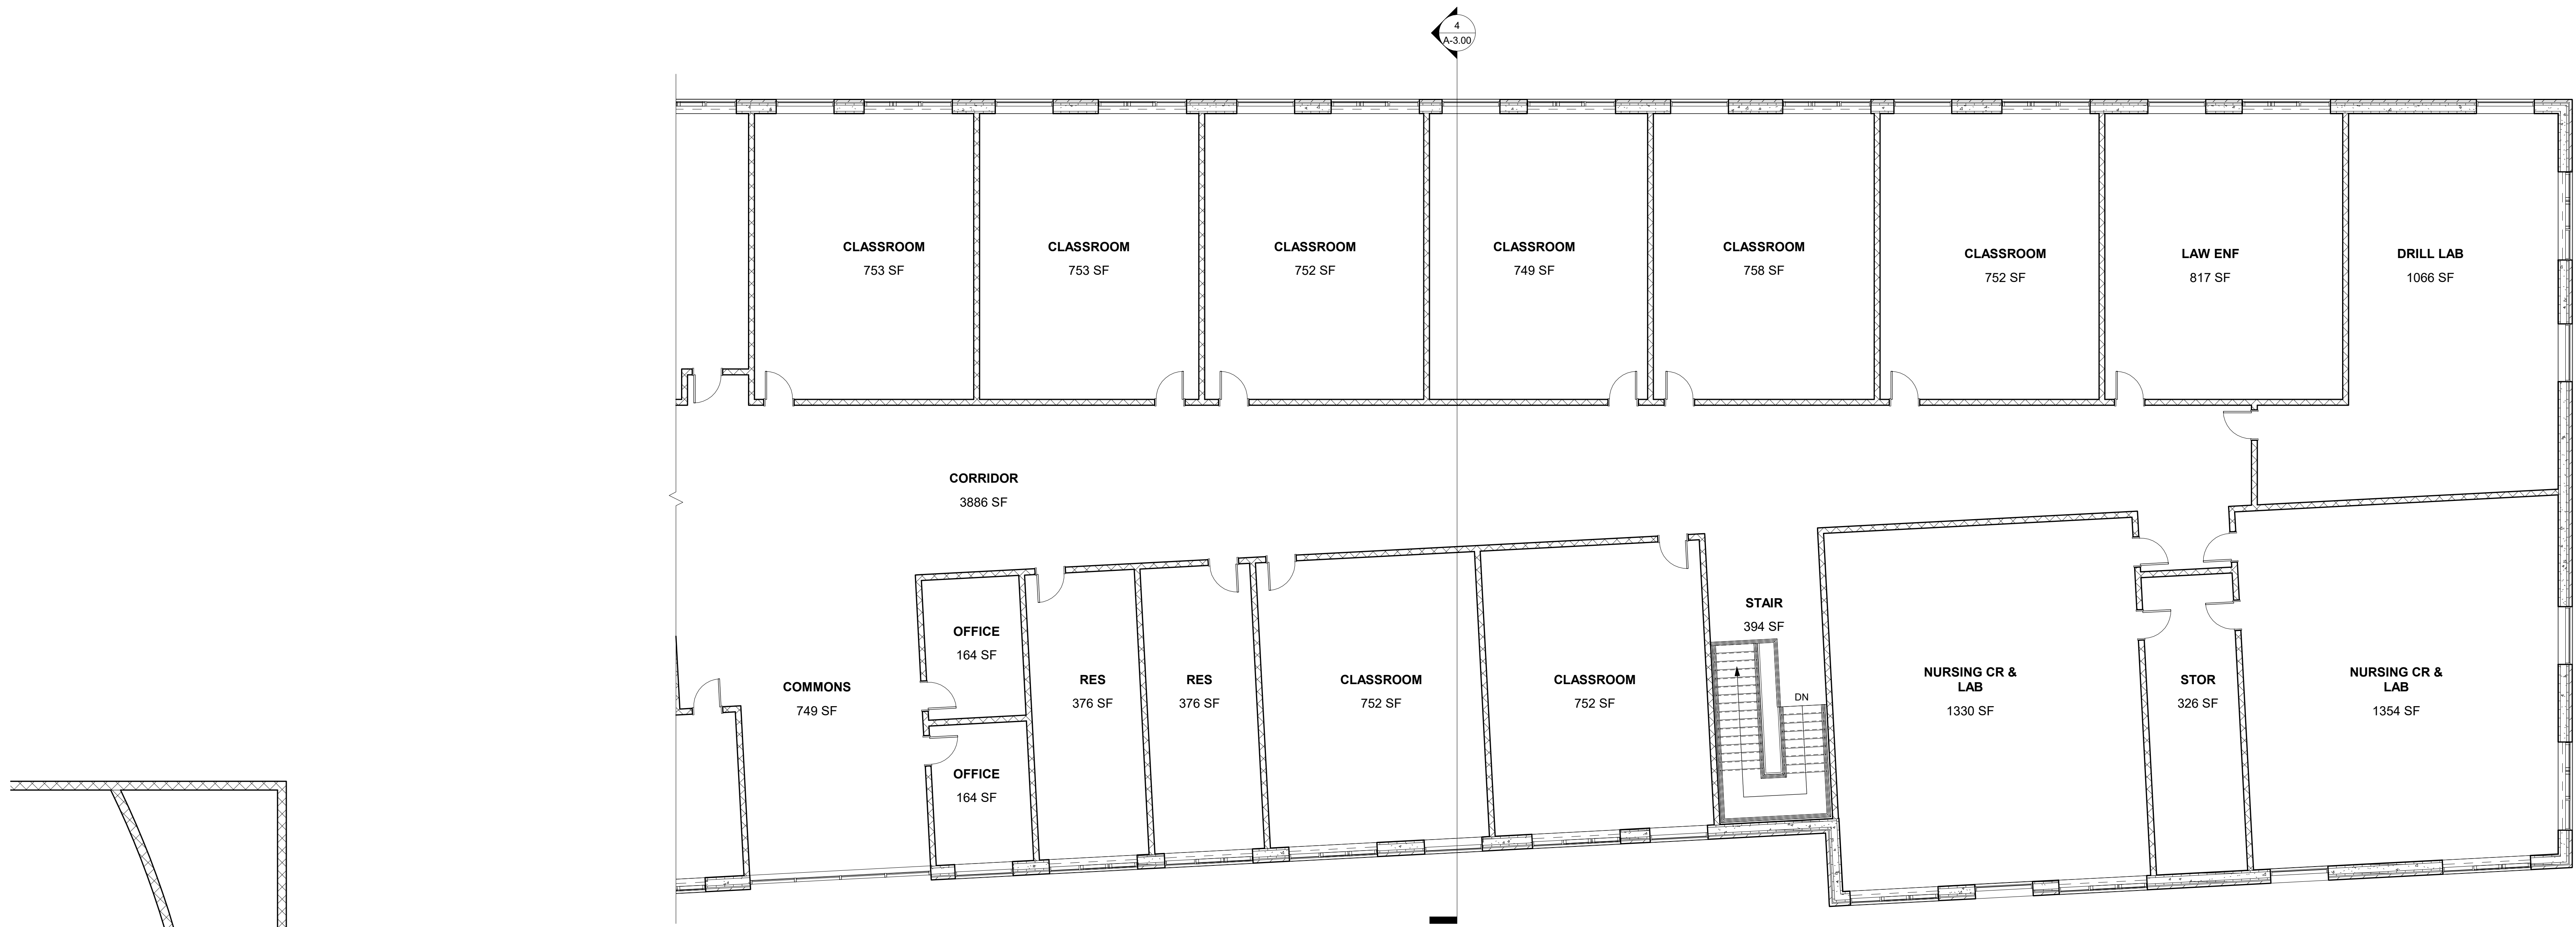 4
A-3.00
CLASSROOM
753 SF
CLASSROOM
753 SF
CLASSROOM
752 SF
CLASSROOM
749 SF
CLASSROOM
758 SF
CLASSROOM
752 SF
LAW ENF
817 SF
DRILL LAB
1066 SF
CORRIDOR
3886 SF
COMMONS
749 SF
OFFICE
164 SF
OFFICE
164 SF
RES
376 SF
RES
376 SF
CLASSROOM
752 SF
CLASSROOM
752 SF
STAIR
394 SF
DN
NURSING CR &
LAB
1330 SF
STOR
326 SF
NURSING CR &
LAB
1354 SF